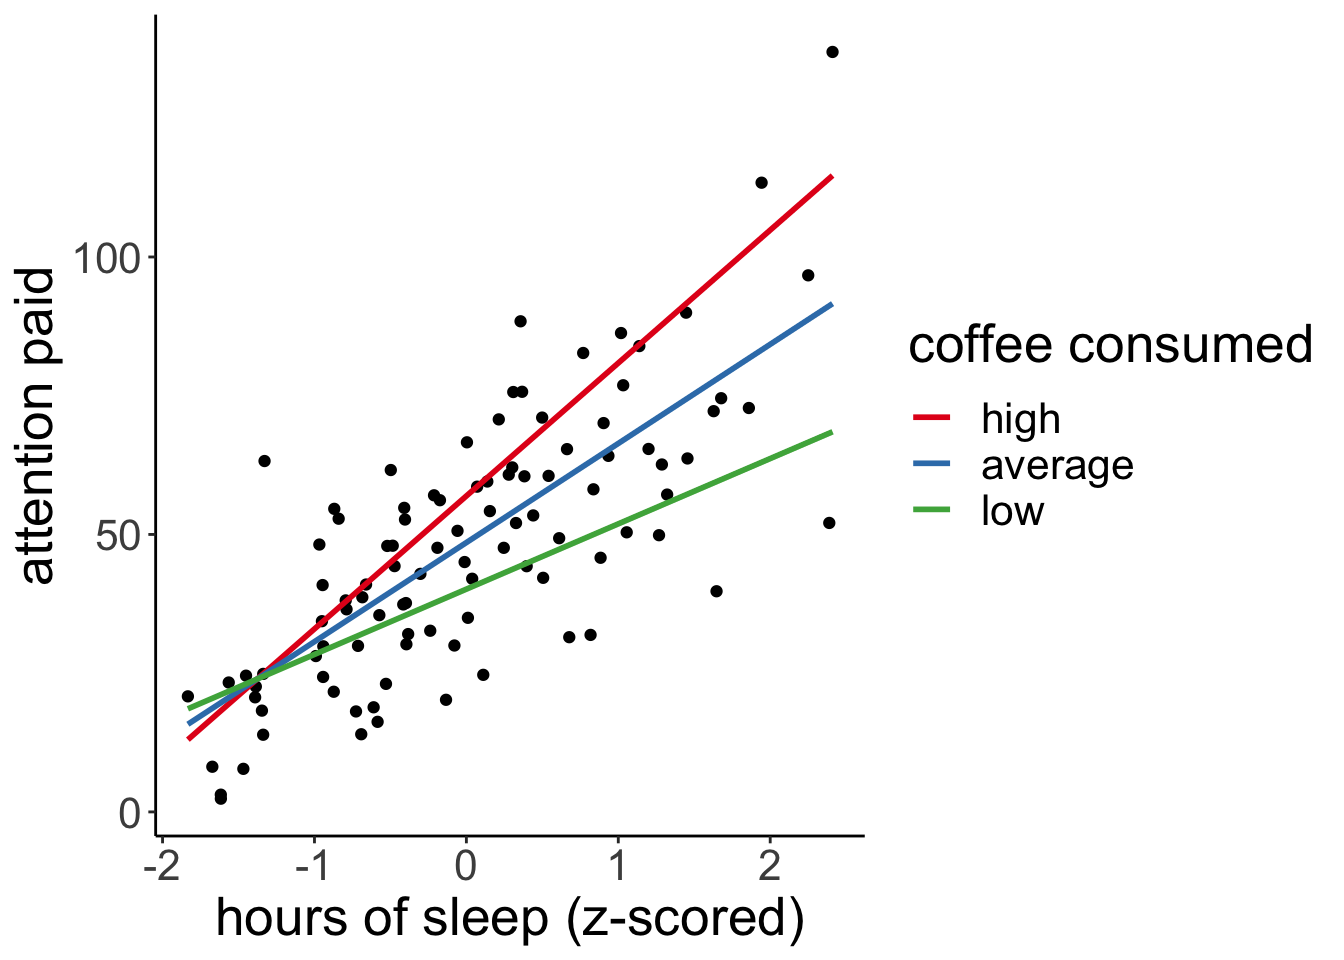 attention paid
100
50
0
-2 -1 0 1 2
hours of sleep (z-scored)
coffee consumed
high
average
low